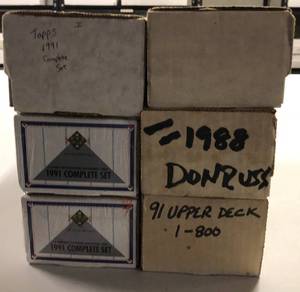 Topps
1991
Complete
Set
1988
DONRUSS
1991 COMPLETE SET
91 UPPER DECK
1-800
1991 COMPLETE SET